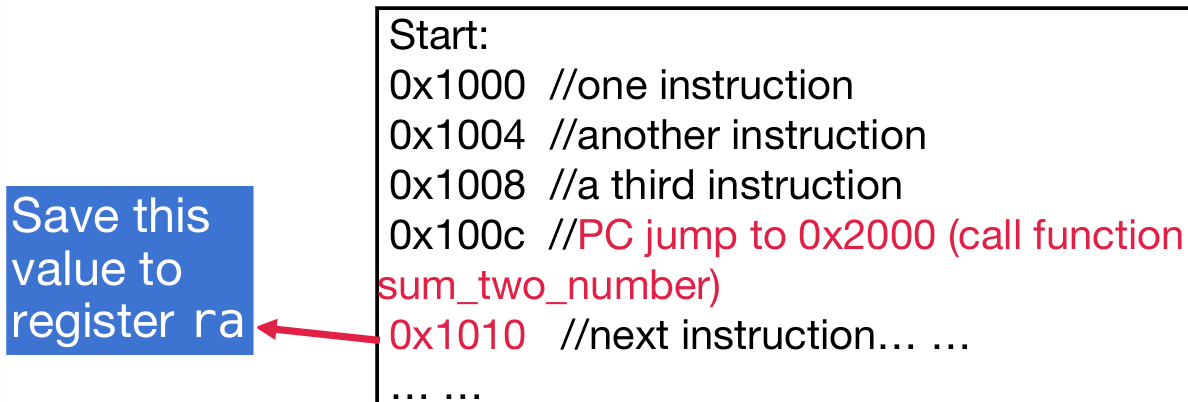 Start:
0x1000 //one instruction
0x1004 //another instruction
0x1008 //a third instruction
0x100c //PC jump to 0x2000 (call function
sum_two_number)
0x1010 //next instruction… …
… …
Save this
value to
register ra